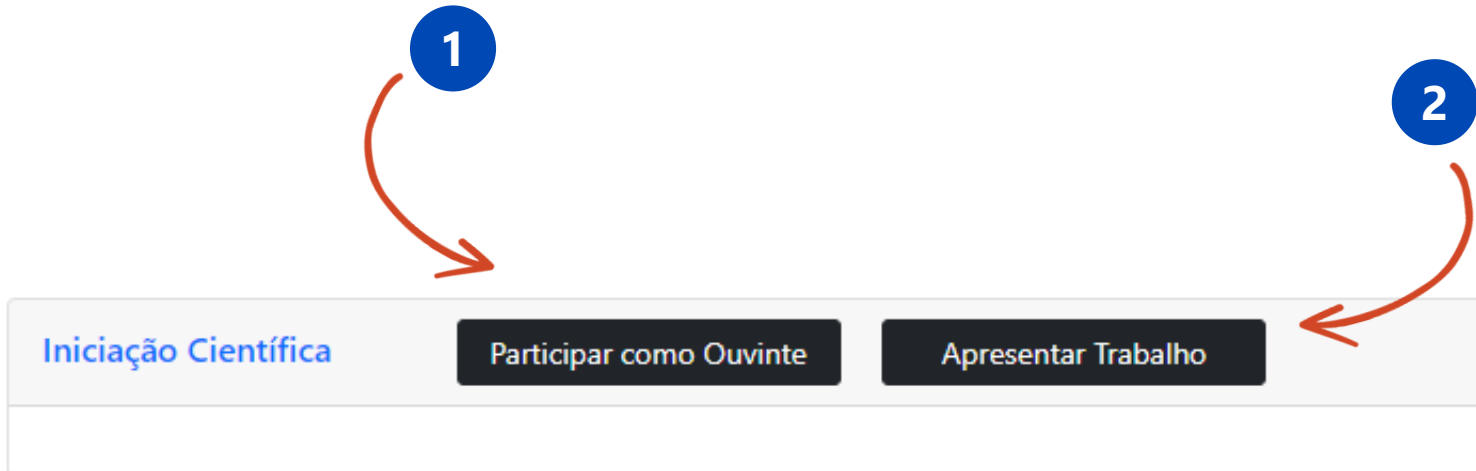 1
2
Iniciação Científica
Participar como Ouvinte
Apresentar Trabalho